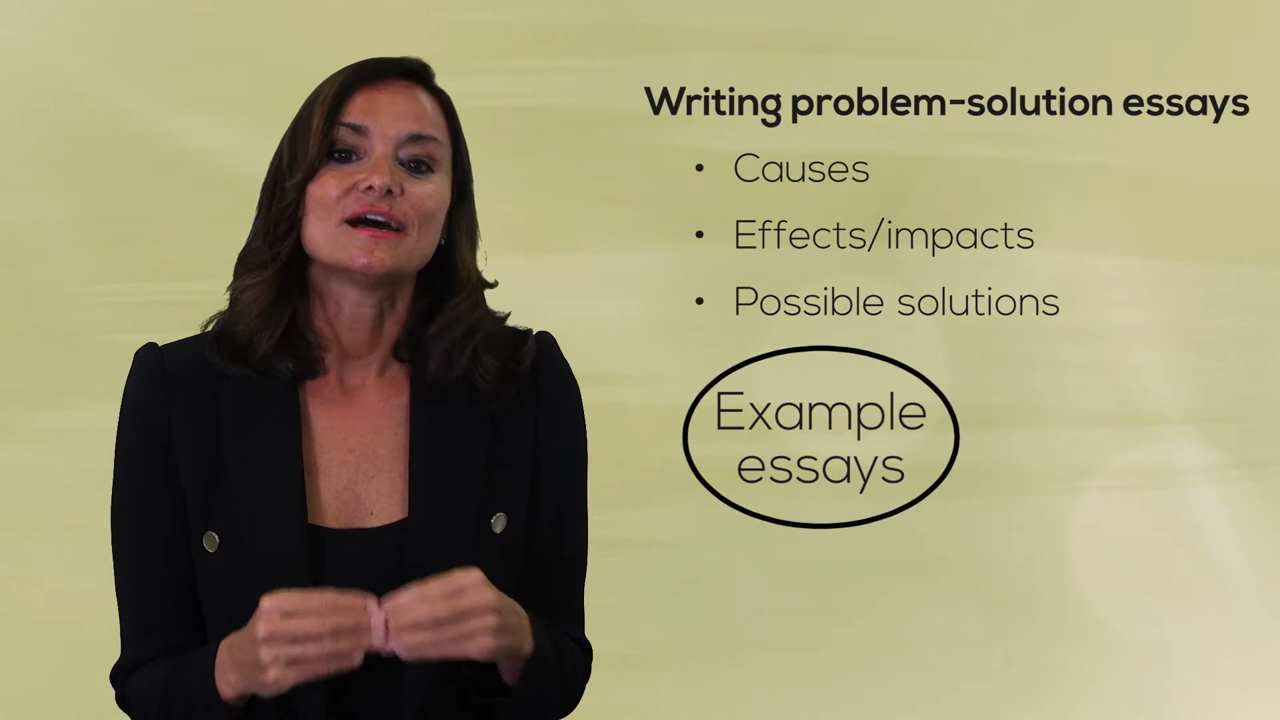 Writing problem-solution essays
• Causes
• Effects/impacts
• Possible solutions
Example
essays